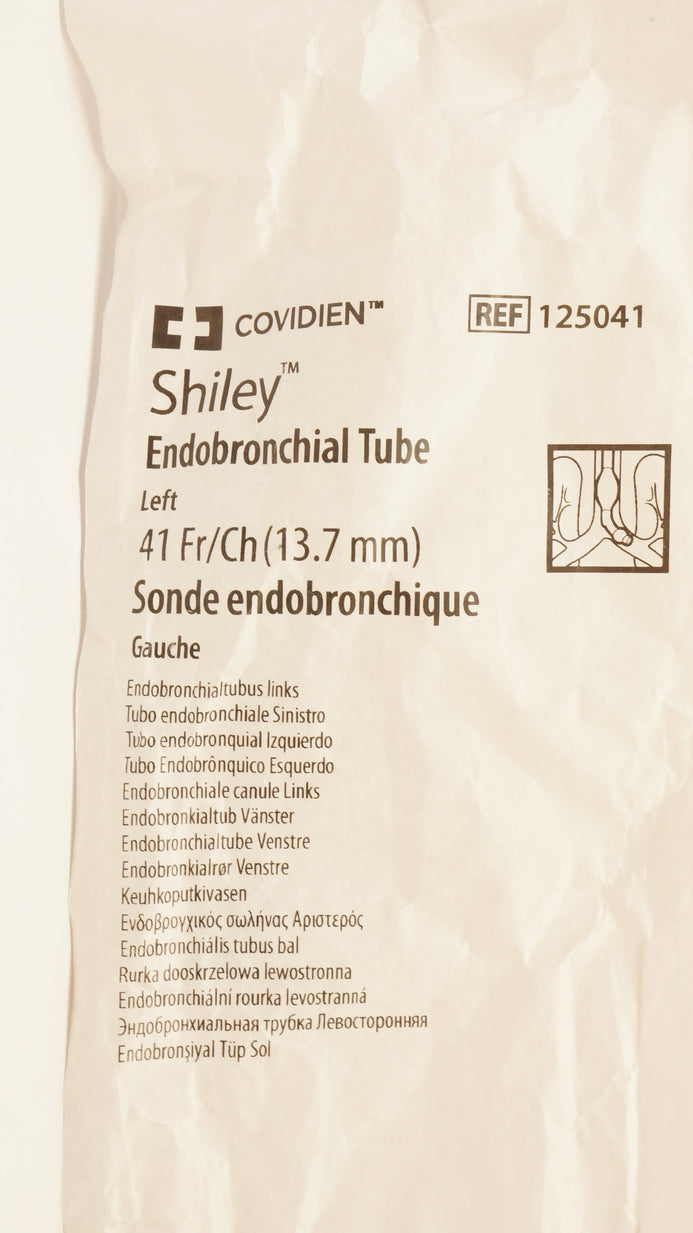 COVIDIEN™
REF 125041
Shiley™
Endobronchial Tube
Left
41 Fr/Ch (13.7 mm)
Sonde endobronchique
Gauche
Endobronchialtubus links
Tubo endobronchiale Sinistro
Tubo endobronquial Izquierdo
Tubo Endobrônquico Esquerdo
Endobronchiale canule Links
Endobronkialtub Vänster
Endobronchialtube Venstre
Endobronkialrør Venstre
Keuhkoputkivasen
Ενδοβρογχικός σωλήνας Αριστερός
Endobronchiális tubus bal
Rurka dooskrzelowa lewostronna
Endobronchiální rourka levostranná
Эндобронхиальная трубка Левосторонняя
Endobronşiyal Tüp Sol